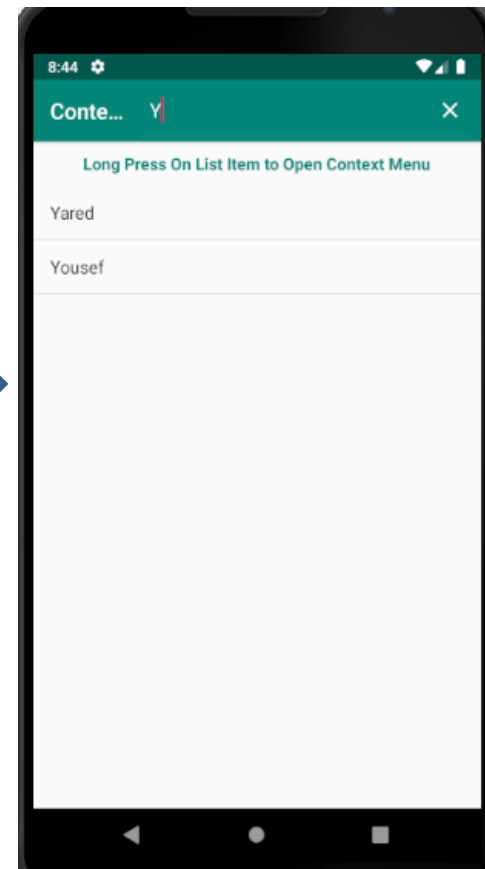 8:44
Conte... Y
Long Press On List Item to Open Context Menu
Yared
Yousef